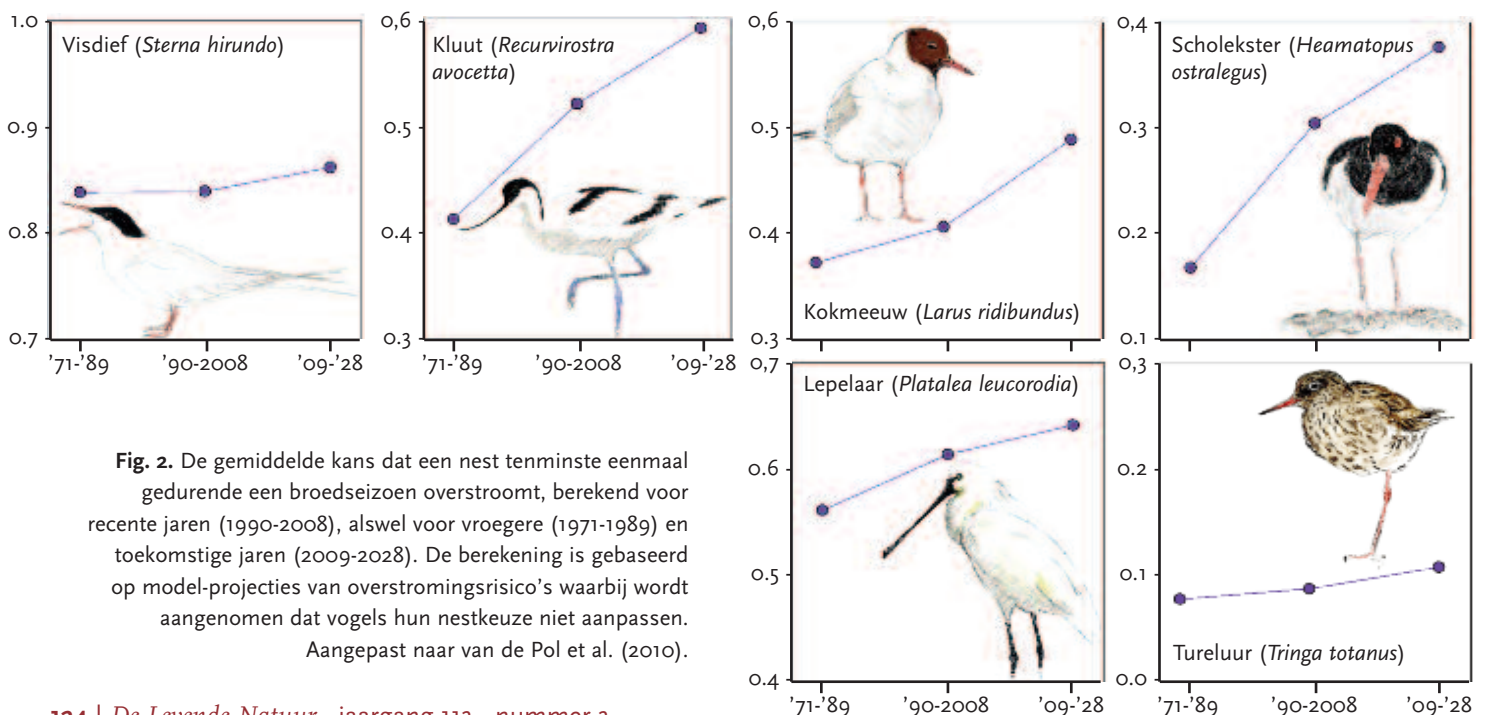 1.0
0.9
0.8
0.7
Visdief (Sterna hirundo)
'71-'89
'90-2008
'09-'28
0,6
0.5
0.4
0.3
Kluut (Recurvirostra
avocetta)
'71-'89
'90-2008
'09-'28
0,6
0,5
0.4
0.3
Kokmeeuw (Larus ridibundus)
0,4
0.3
0.2
0.1
Scholekster (Heamatopus
ostralegus)
0,7
0.6
0.5
0.4
Lepelaar (Platalea leucorodia)
'71-'89
'90-2008
'09-'28
0,3
0.2
0.1
0.0
Tureluur (Tringa totanus)
'71-'89
'90-2008
'09-'28
Fig. 2. De gemiddelde kans dat een nest tenminste eenmaal
gedurende een broedseizoen overstroomt, berekend voor
recente jaren (1990-2008), alswel voor vroegere (1971-1989) en
toekomstige jaren (2009-2028). De berekening is gebaseerd
op model-projecties van overstromingsrisico's waarbij wordt
aangenomen dat vogels hun nestkeuze niet aanpassen.
Aangepast naar van de Pol et al. (2010).
| De Levende Natuur - jaargang 112 - nummer